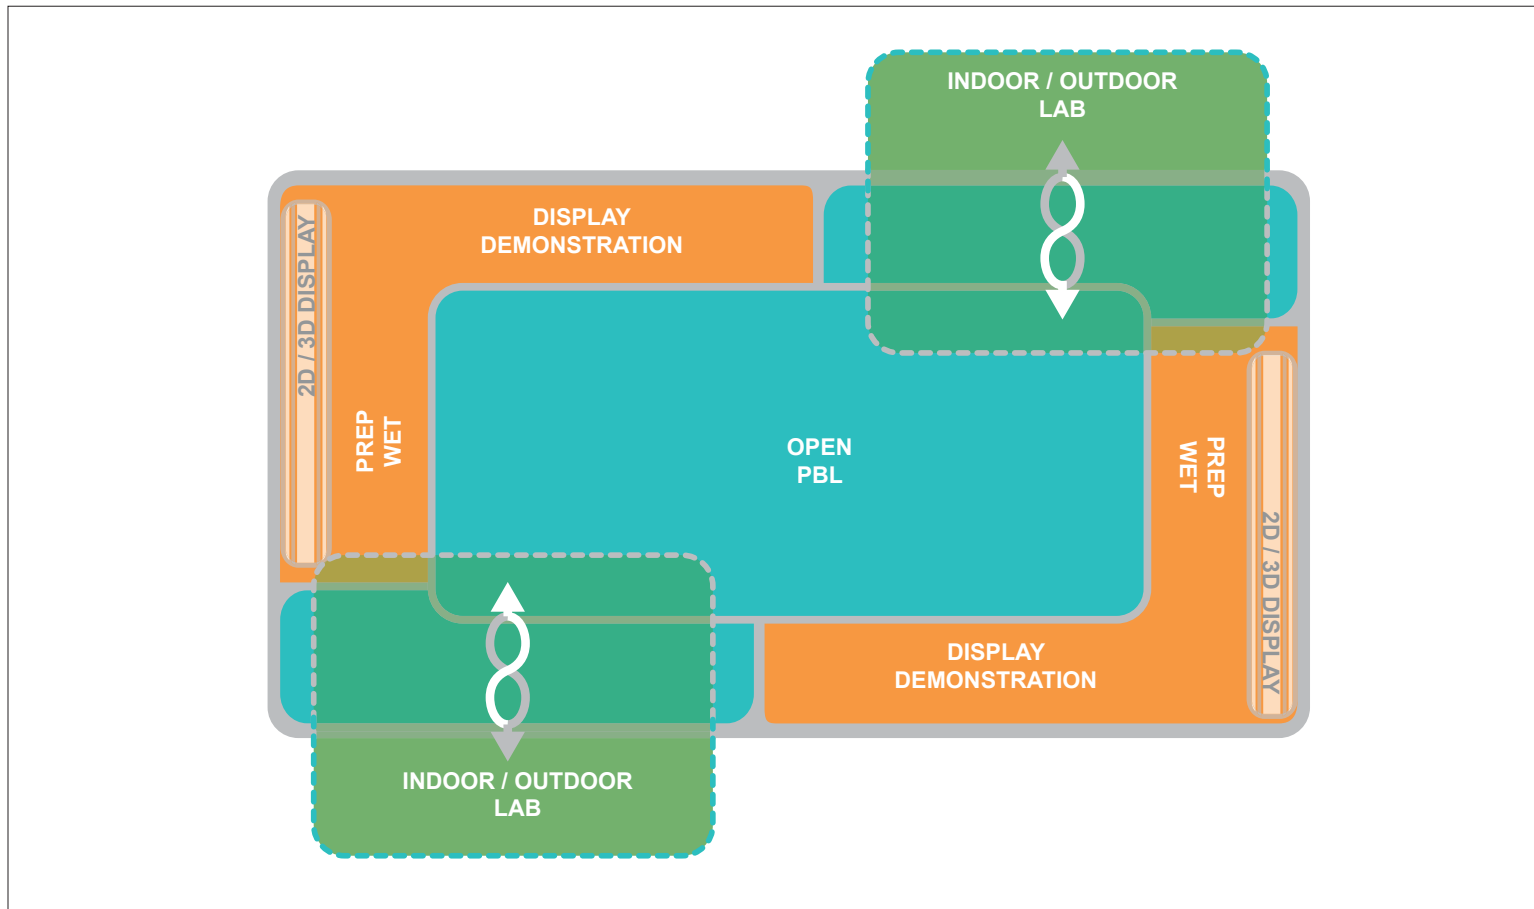 INDOOR / OUTDOOR
LAB
DISPLAY
DEMONSTRATION
2D / 3D DISPLAY
PREP
WET
OPEN
PBL
PREP
WET
2D / 3D DISPLAY
DISPLAY
DEMONSTRATION
INDOOR / OUTDOOR
LAB